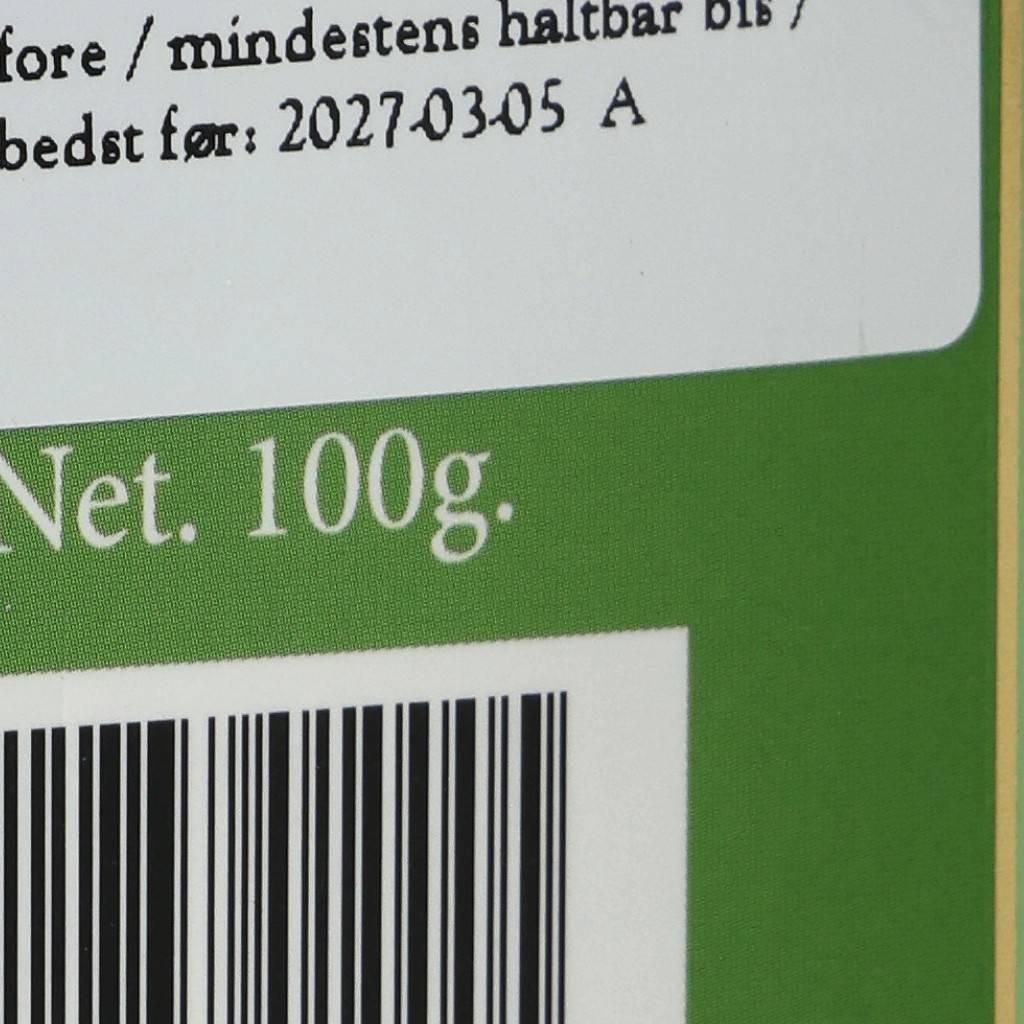 fore / mindestens haltbar bis /
bedst før: 2027-03-05 A
Net. 100g.